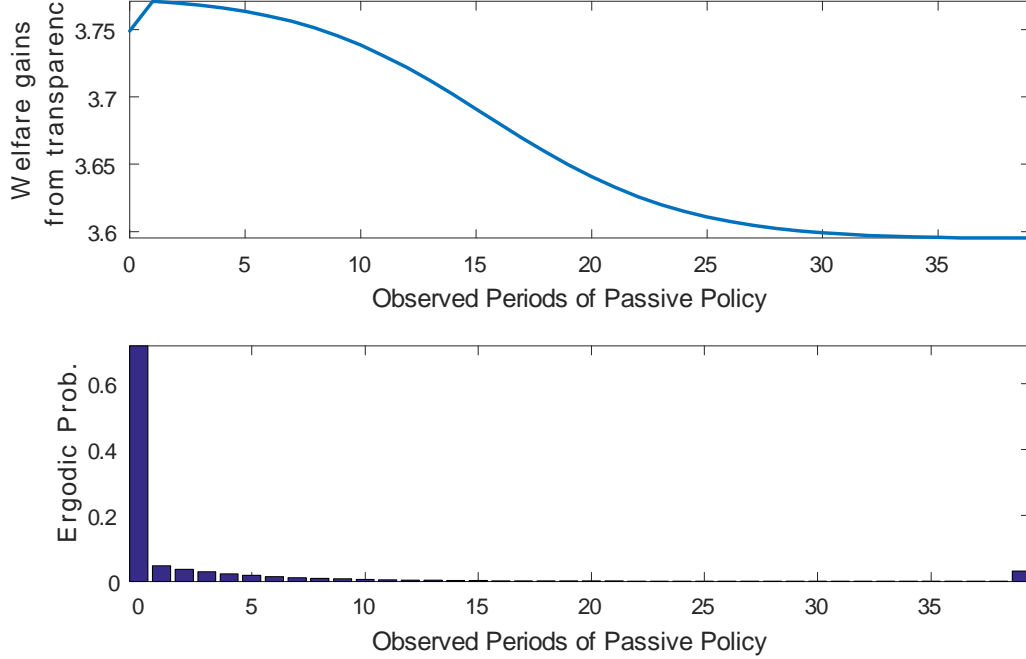 Welfare gains
from transparenc
3.75
3.7
3.65
3.6
0 5 10 15 20 25 30 35
Observed Periods of Passive Policy
Ergodic Prob.
0.6
0.4
0.2
0
0 5 10 15 20 25 30 35
Observed Periods of Passive Policy